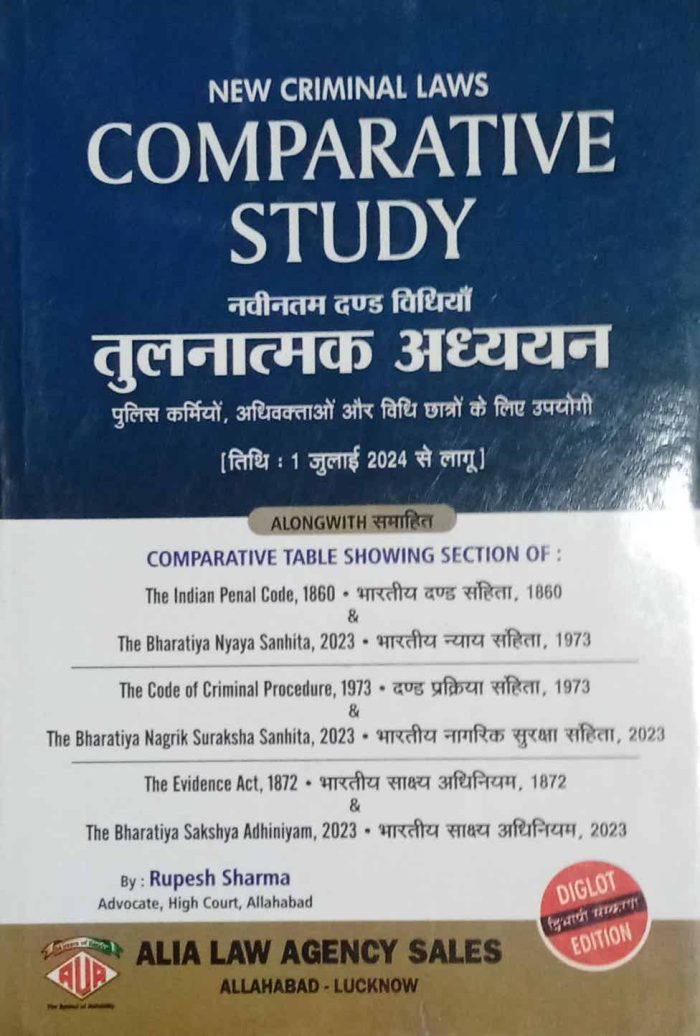 NEW CRIMINAL LAWS
COMPARATIVE
STUDY
नवीनतम दण्ड विधियाँ
तुलनात्मक अध्ययन
पुलिस कर्मियों, अधिवक्ताओं और विधि छात्रों के लिए उपयोगी
[तिथि : 1 जुलाई 2024 से लागू]
ALONGWITH समाहित
COMPARATIVE TABLE SHOWING SECTION OF :
The Indian Penal Code, 1860 • भारतीय दण्ड संहिता, 1860
&
The Bharatiya Nyaya Sanhita, 2023 • भारतीय न्याय संहिता, 1973
The Code of Criminal Procedure, 1973 • दण्ड प्रक्रिया संहिता, 1973
&
The Bharatiya Nagrik Suraksha Sanhita, 2023 • भारतीय नागरिक सुरक्षा संहिता, 2023
The Evidence Act, 1872 • भारतीय साक्ष्य अधिनियम, 1872
&
The Bharatiya Sakshya Adhiniyam, 2023 • भारतीय साक्ष्य अधिनियम, 2023
By : Rupesh Sharma
Advocate, High Court, Allahabad
DIGLOT
द्विभाषी संस्करण
EDITION
ALIA LAW AGENCY SALES
ALLAHABAD - LUCKNOW